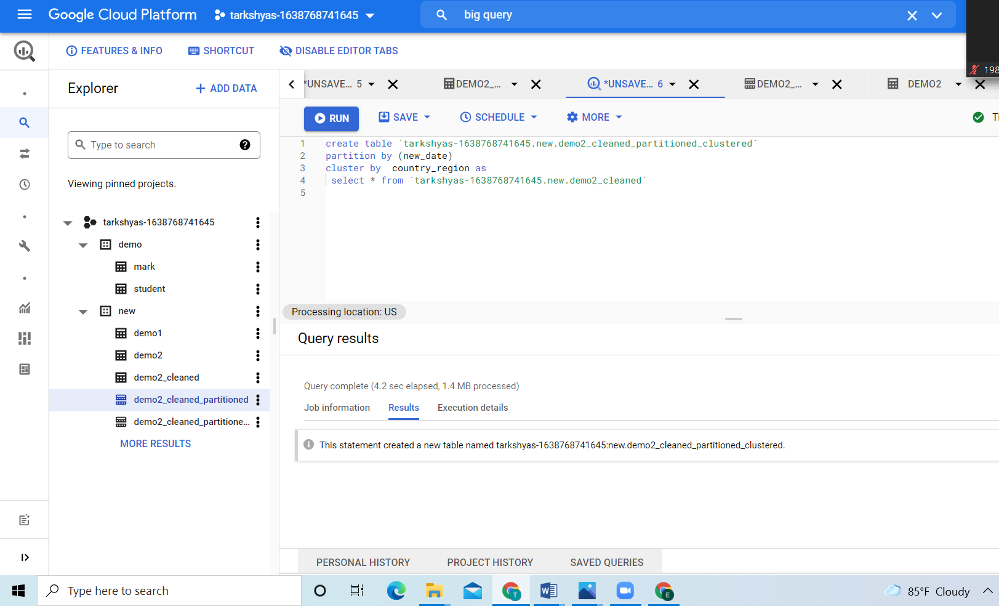 Google Cloud Platform tarkshyas-1638768741645 big query
FEATURES & INFO SHORTCUT DISABLE EDITOR TABS
198
Explorer + ADD DATA
*UNSAVE... 5 DEMO2_... *UNSAVE... 6 DEMO2_... DEMO2
RUN SAVE SCHEDULE MORE
Type to search
Viewing pinned projects.
tarkshyas-1638768741645
demo
mark
student
new
demo1
demo2
demo2_cleaned
demo2_cleaned_partitioned
demo2_cleaned_partitione...
MORE RESULTS
1 create table `tarkshyas-1638768741645.new.demo2_cleaned_partitioned_clustered`
2 partition by (new_date)
3 cluster by country_region as
4 select * from `tarkshyas-1638768741645.new.demo2_cleaned`
5
Processing location: US
Query results
Query complete (4.2 sec elapsed, 1.4 MB processed)
Job information Results Execution details
This statement created a new table named tarkshyas-1638768741645:new.demo2_cleaned_partitioned_clustered.
PERSONAL HISTORY PROJECT HISTORY SAVED QUERIES
Type here to search 85°F Cloudy